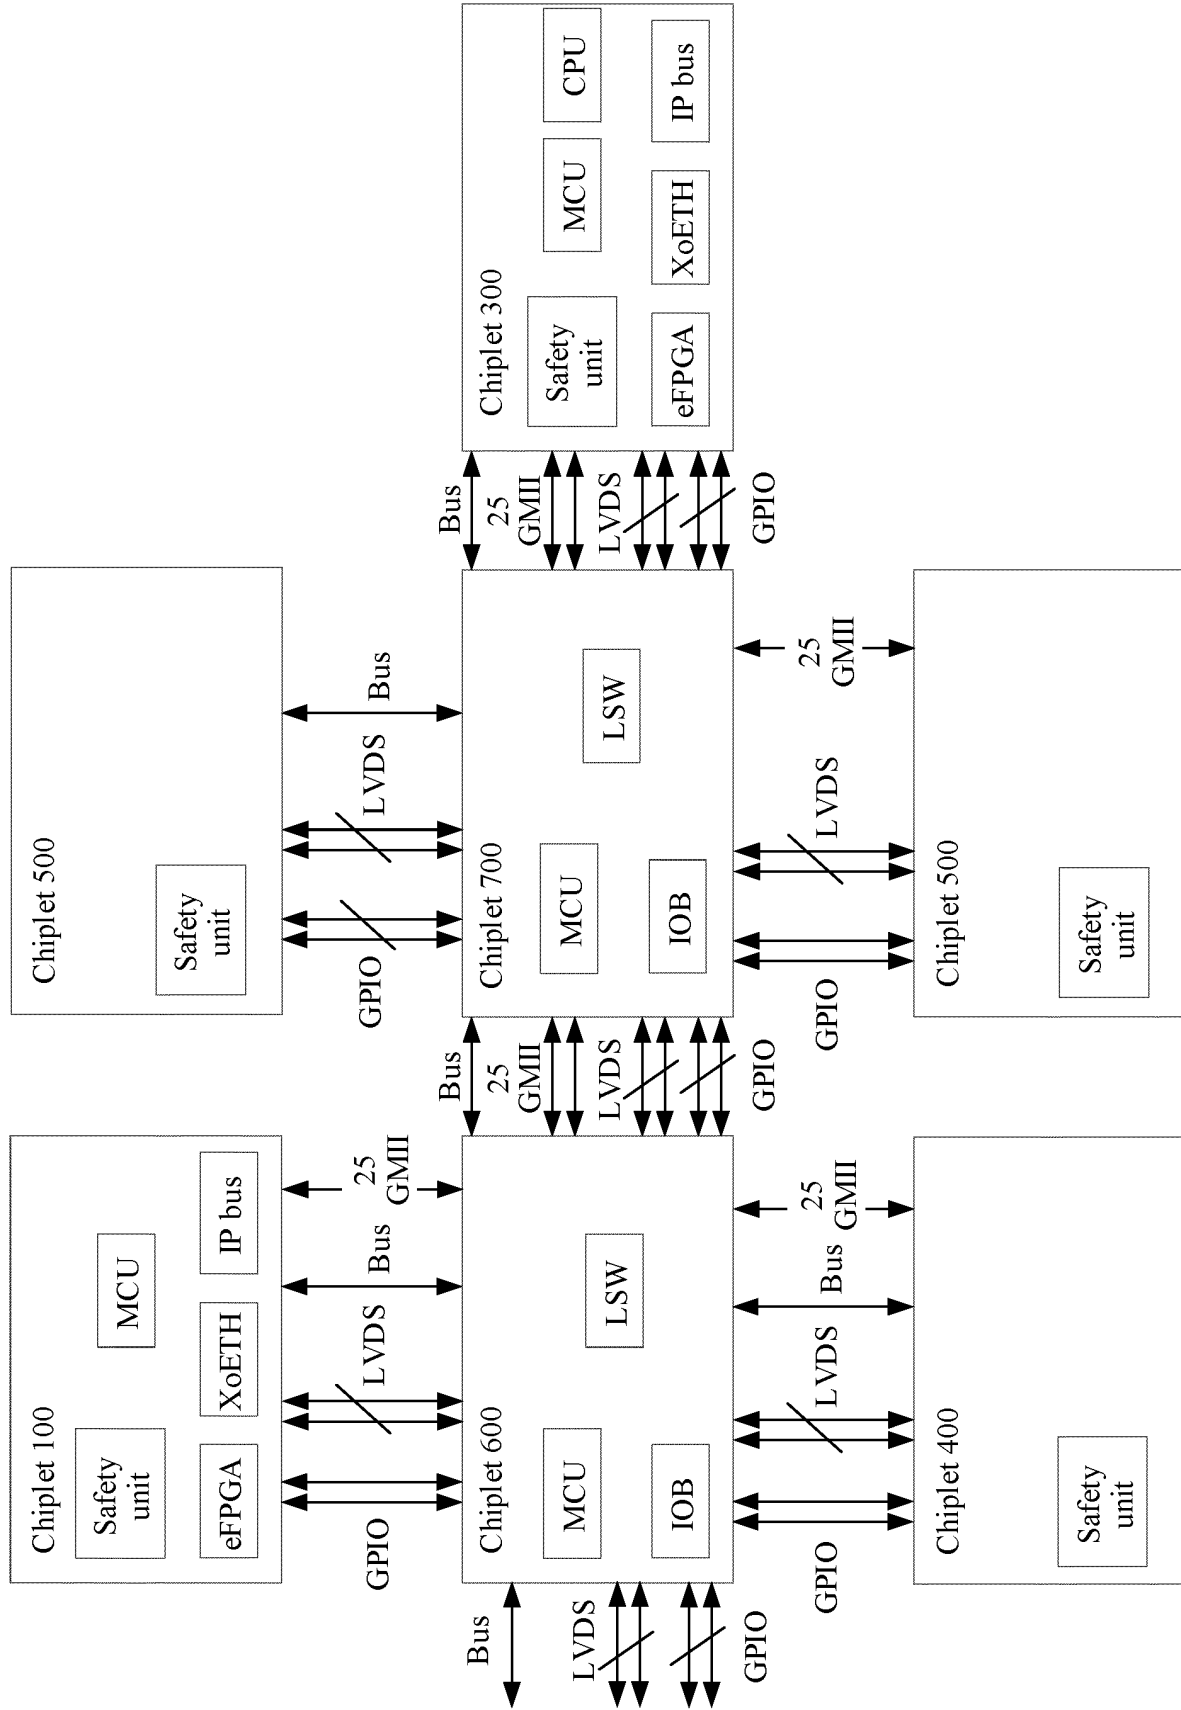 Chiplet 100
Safety
unit
MCU
eFPGA
XoETH
IP bus
Chiplet 500
Safety
unit
GPIO
LVDS
Bus
25
GMII
GPIO
LVDS
Bus
Bus
LVDS
GPIO
Chiplet 600
MCU
LSW
IOB
Bus
25
GMII
LVDS
GPIO
Chiplet 700
MCU
LSW
IOB
Bus
25
GMII
LVDS
GPIO
Chiplet 300
Safety
unit
MCU
CPU
eFPGA
XoETH
IP bus
GPIO
LVDS
Bus
25
GMII
GPIO
LVDS
25
GMII
Chiplet 400
Safety
unit
Chiplet 500
Safety
unit